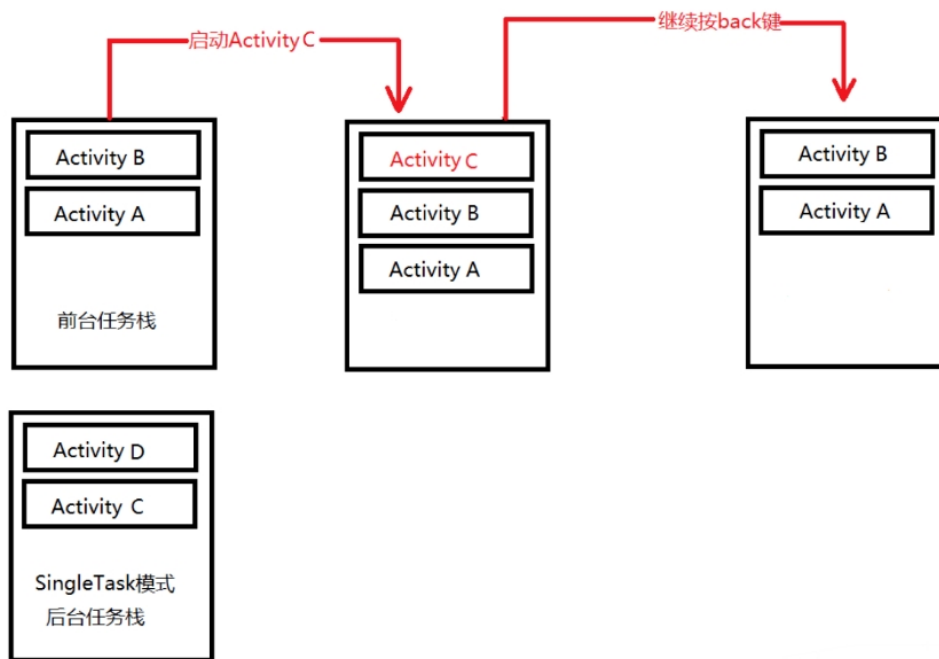 启动Activity C
继续按back键
Activity B
Activity A
前台任务栈
Activity C
Activity B
Activity A
Activity B
Activity A
Activity D
Activity C
SingleTask模式
后台任务栈